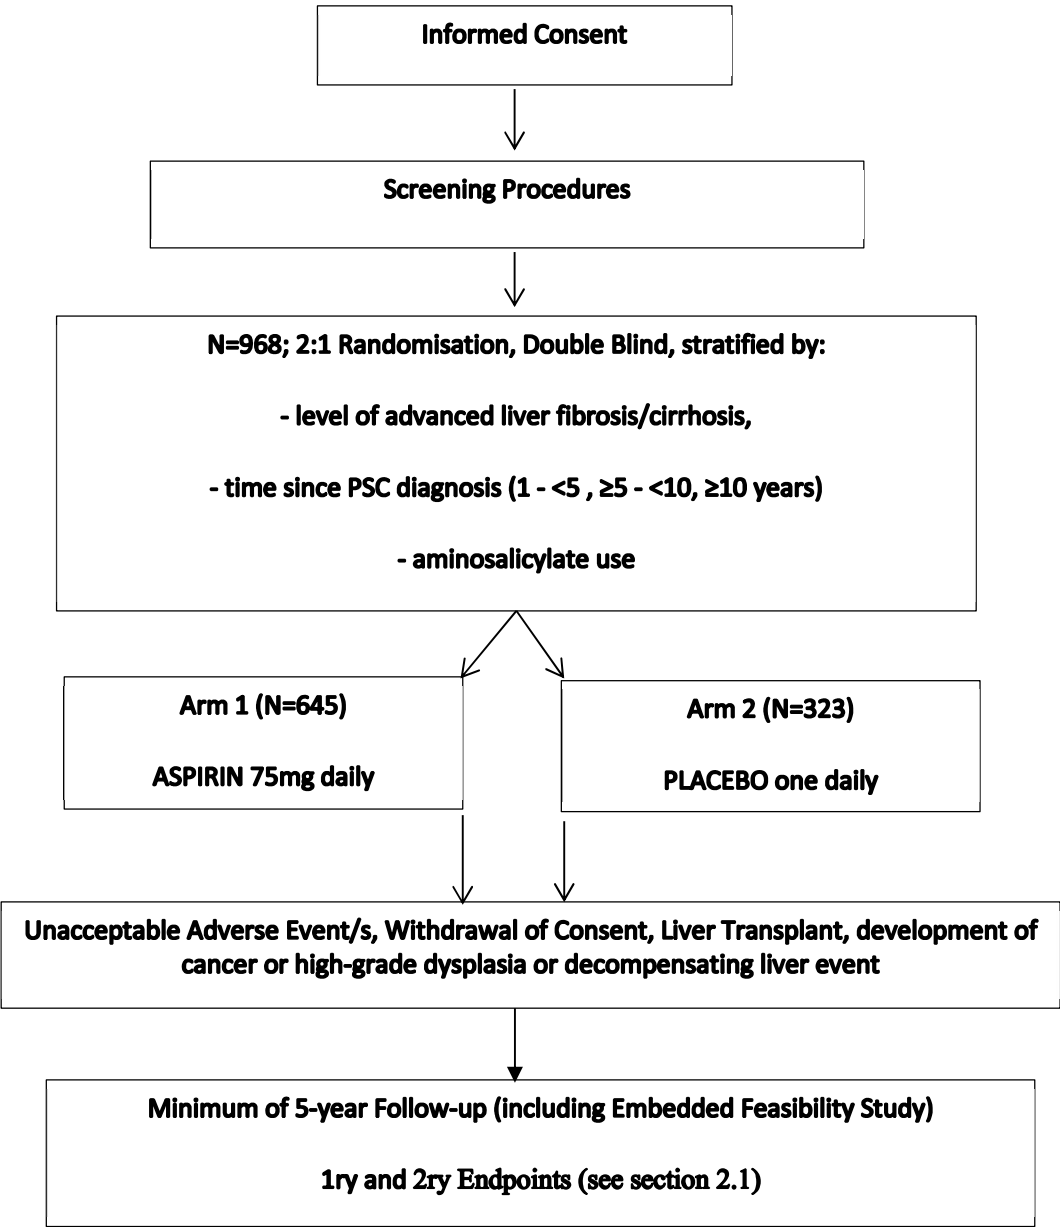 Informed Consent
Screening Procedures
N=968; 2:1 Randomisation, Double Blind, stratified by:
- level of advanced liver fibrosis/cirrhosis,
- time since PSC diagnosis (1 - <5 , ≥5 - <10, ≥10 years)
- aminosalicylate use
Arm 1 (N=645)
ASPIRIN 75mg daily
Arm 2 (N=323)
PLACEBO one daily
Unacceptable Adverse Event/s, Withdrawal of Consent, Liver Transplant, development of
cancer or high-grade dysplasia or decompensating liver event
Minimum of 5-year Follow-up (including Embedded Feasibility Study)
1ry and 2ry Endpoints (see section 2.1)